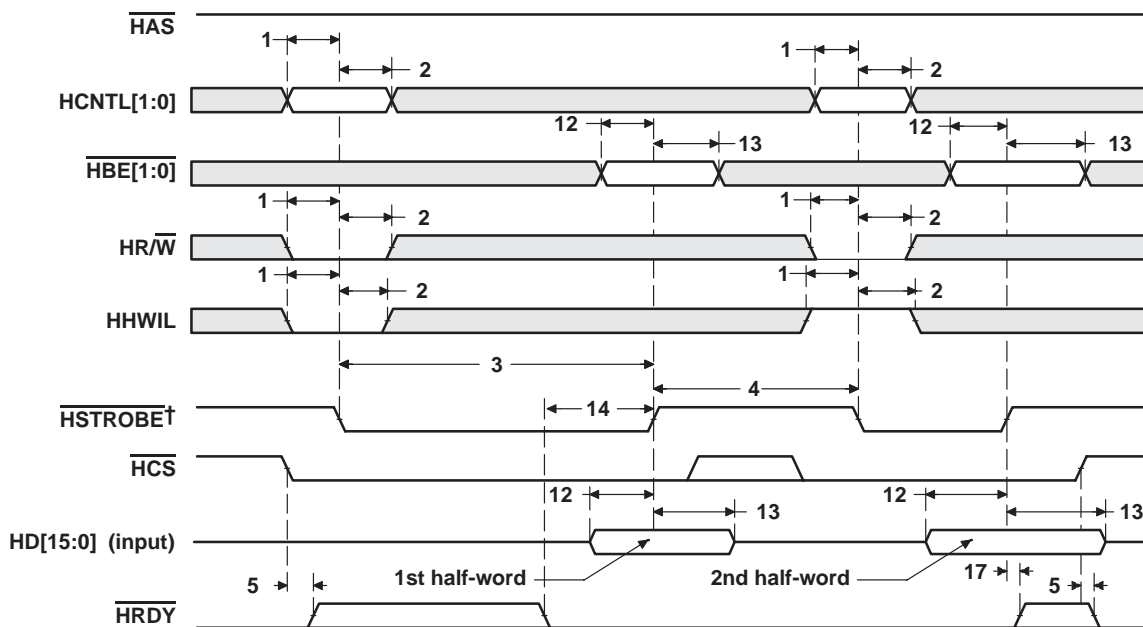 HAS
1
2
1
2
HCNTL[1:0]
12
13
12
13
HBE[1:0]
1
2
1
2
HR/W
1
2
1
2
HHWIL
3
4
14
HSTROBE†
HCS
12
13
12
13
HD[15:0] (input)
1st half-word
2nd half-word
5
17
5
HRDY